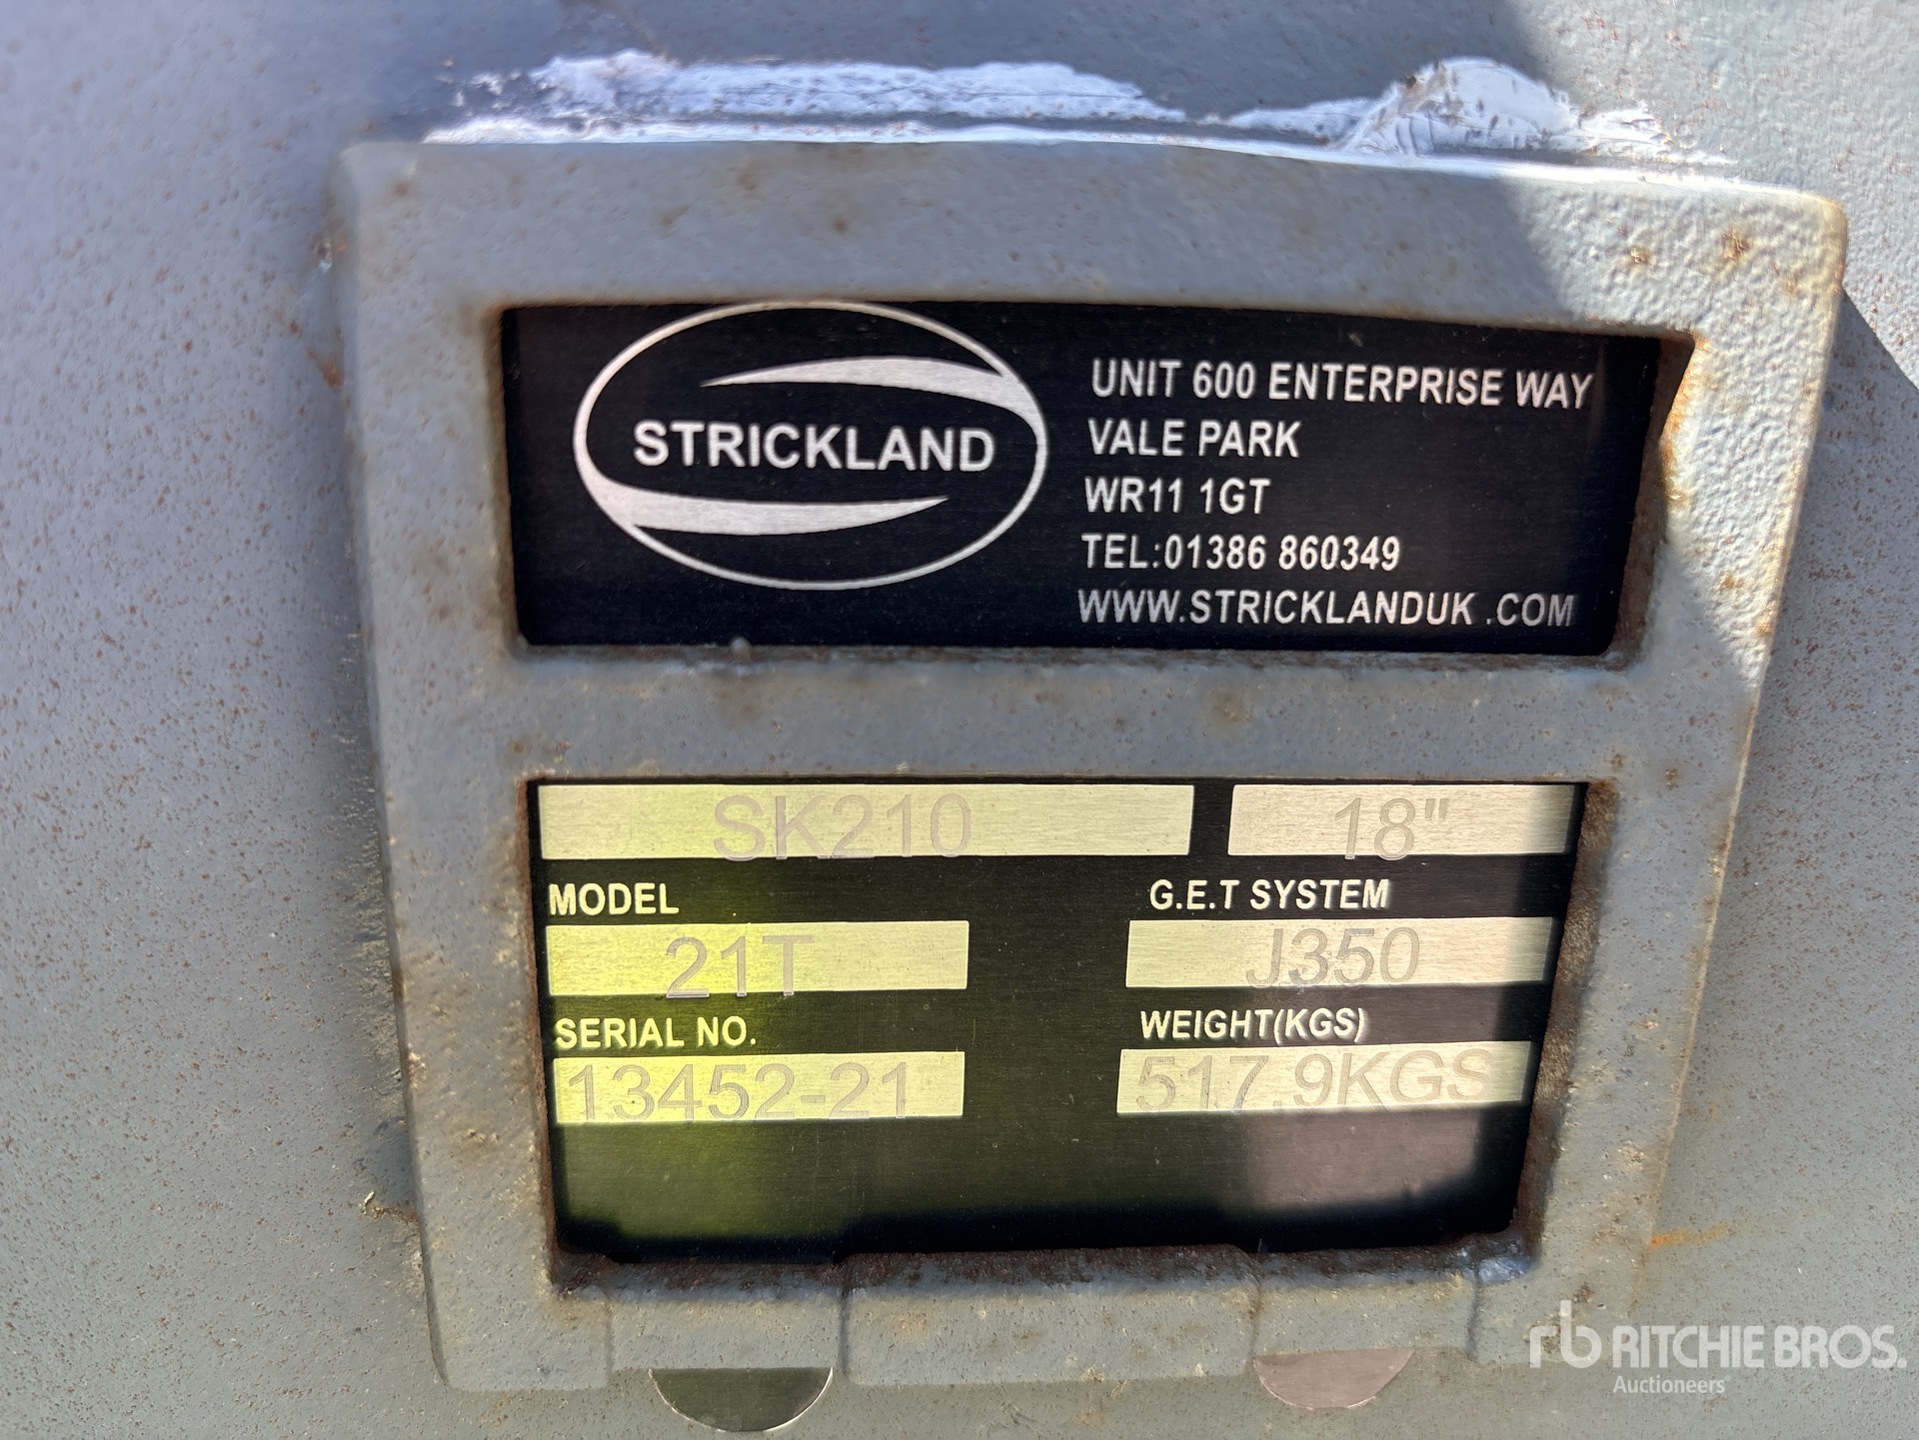 STRICKLAND
UNIT 600 ENTERPRISE WAY
VALE PARK
WR11 1GT
TEL:01386 860349
WWW.STRICKLANDUK .COM
SK210 18"
MODEL G.E.T SYSTEM
21T J350
SERIAL NO. WEIGHT(KGS)
13452-21 517.9KGS
rb RITCHIE BROS.
Auctioneers